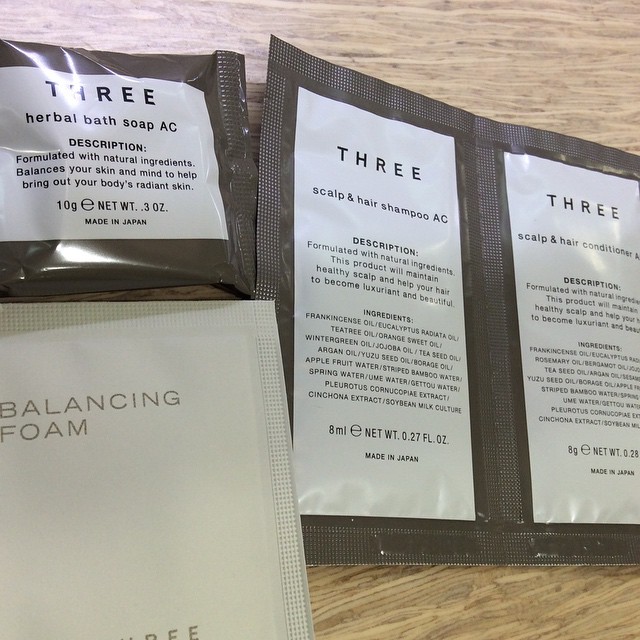 THREE
herbal bath soap AC
DESCRIPTION:
Formulated with natural ingredients.
Balances your skin and mind to help
bring out your body's radiant skin.
10g ℮ NET WT. .3 OZ.
MADE IN JAPAN
THREE
scalp & hair shampoo AC
DESCRIPTION:
Formulated with natural ingredients.
This product will maintain
healthy scalp and help your hair
to become luxuriant and beautiful.
INGREDIENTS:
FRANKINCENSE OIL/EUCALYPTUS RADIATA OIL/
TEATREE OIL/ORANGE SWEET OIL/
WINTERGREEN OIL/JOJOBA OIL / TEA SEED OIL/
ARGAN OIL/YUZU SEED OIL/BORAGE OIL/
APPLE FRUIT WATER/STRIPED BAMBOO WATER/
SPRING WATER/UME WATER/GETTOU WATER/
PLEUROTUS CORNUCOPIAE EXTRACT/
CINCHONA EXTRACT/SOYBEAN MILK CULTURE
8ml ℮ NET WT. 0.27 FL. OZ.
MADE IN JAPAN
THREE
scalp & hair conditioner A
DESCRIPTION:
Formulated with natural
This product will maintain
healthy scalp and help your
to become luxuriant and
INGREDIENTS:
FRANKINCENSE OIL/EUCALYPTUS
ROSEMARY OIL/BERGAMOT OIL/
TEA SEED OIL/ARGAN OIL/
YUZU SEED OIL/BORAGE OIL/APPLE
STRIPED BAMBOO WATER/SPRING
UME WATER/GETTOU
PLEUROTUS CORNUCOPIAE
CINCHONA EXTRACT/SOYBEAN MILK
8g ℮ NET WT. 0.28
MADE IN JAPAN
BALANCING
FOAM
THREE